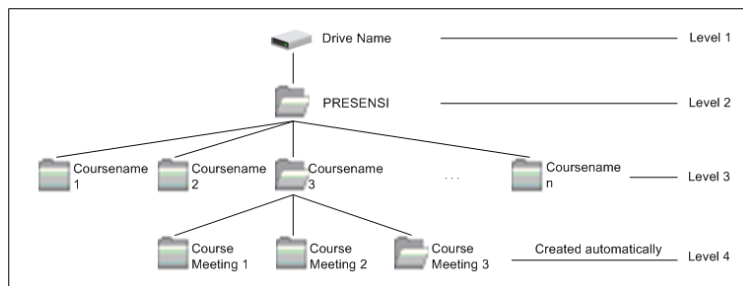 Drive Name
Level 1
PRESENSI
Level 2
Coursename
1
Coursename
2
Coursename
3
...
Coursename
n
Level 3
Course
Meeting 1
Course
Meeting 2
Course
Meeting 3
Created automatically
Level 4